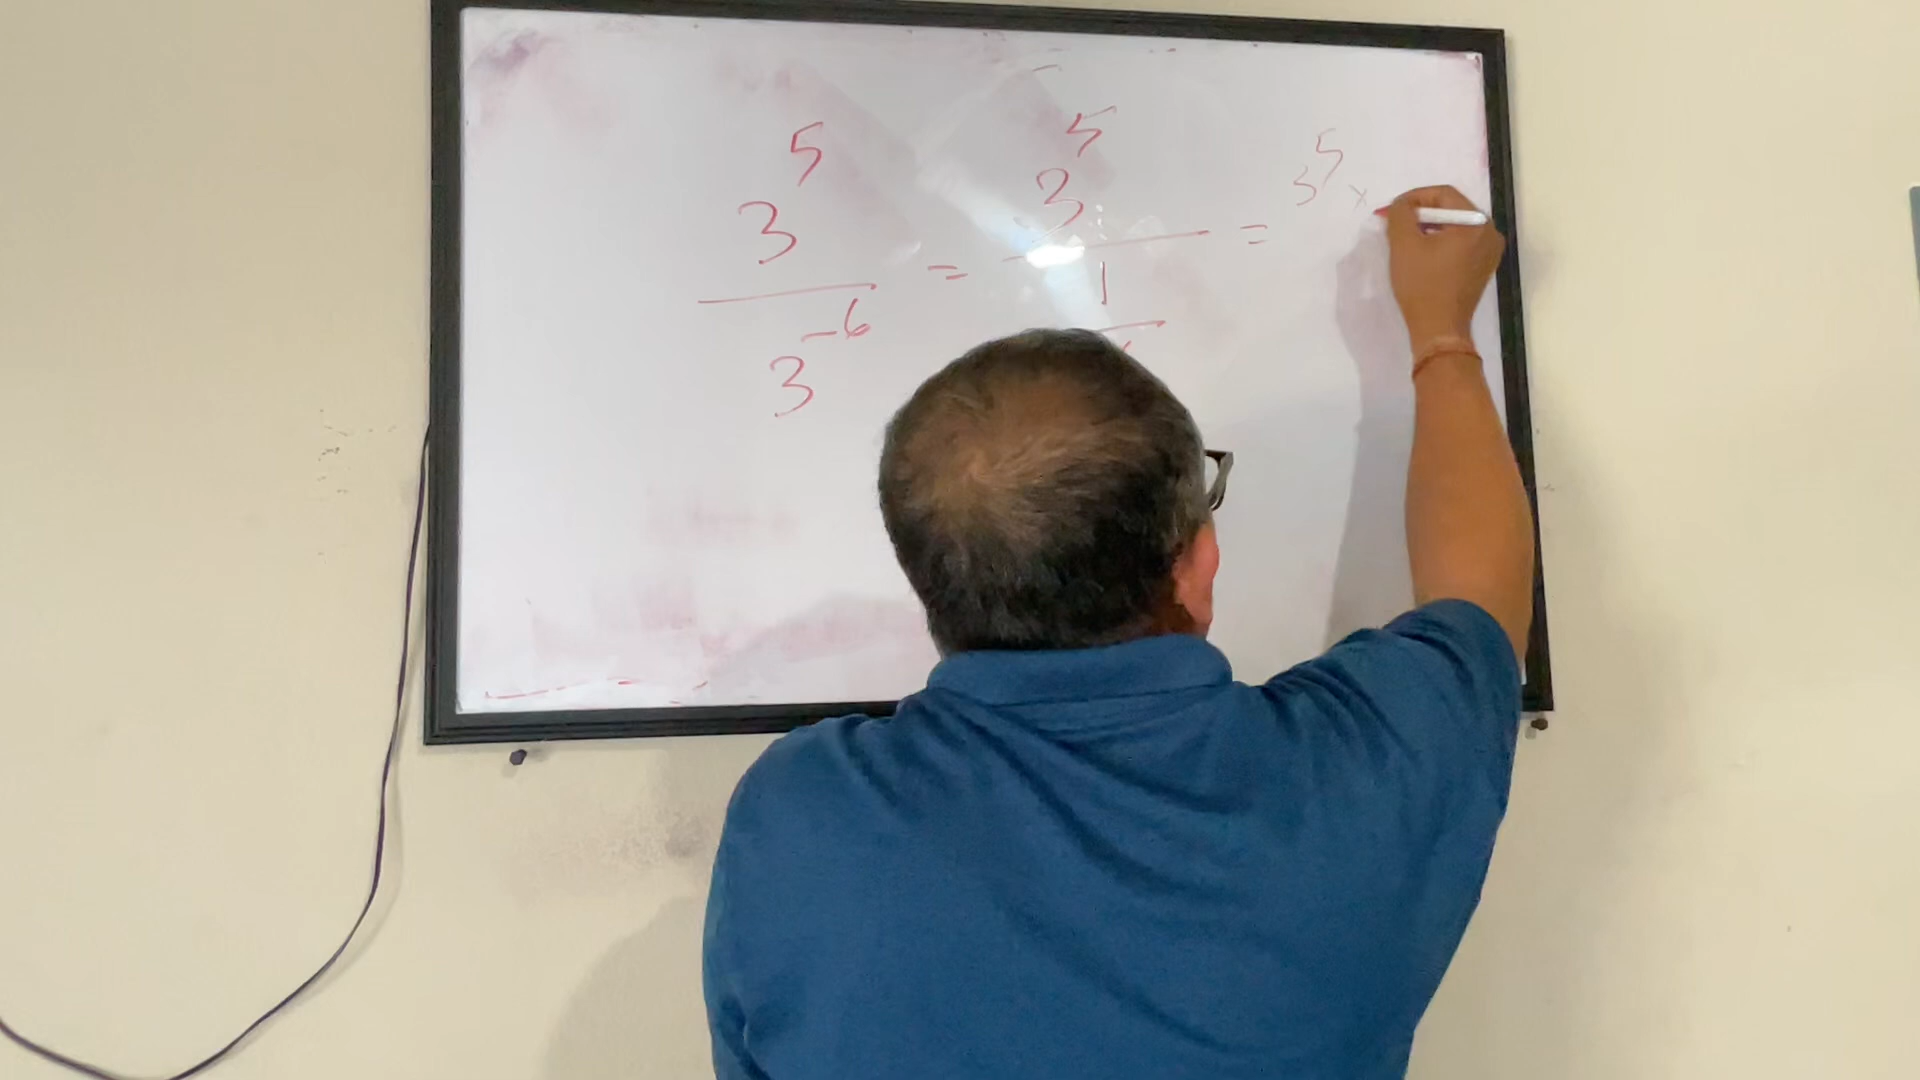 3^5 / 3^-6 = 3^5 / (1 /) = 3^5 ×